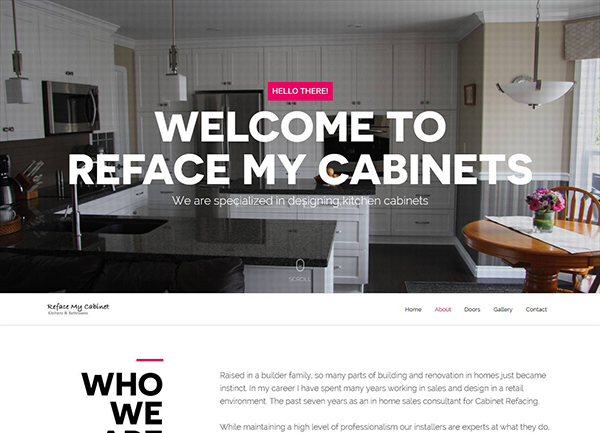 HELLO THERE!
WELCOME TO
REFACE MY CABINETS
We are specialized in designing kitchen cabinets
SCROLL
Reface My Cabinet
Kitchens & Bathrooms
Home About Doors Gallery Contact
WHO
WE
ARE
Raised in a builder family, so many parts of building and renovation in homes just became
instinct. In my career I have spent many years working in sales and design in a retail
environment. The past seven years as an in home sales consultant for Cabinet Refacing.
While maintaining a high level of professionalism our installers are experts at what they do,